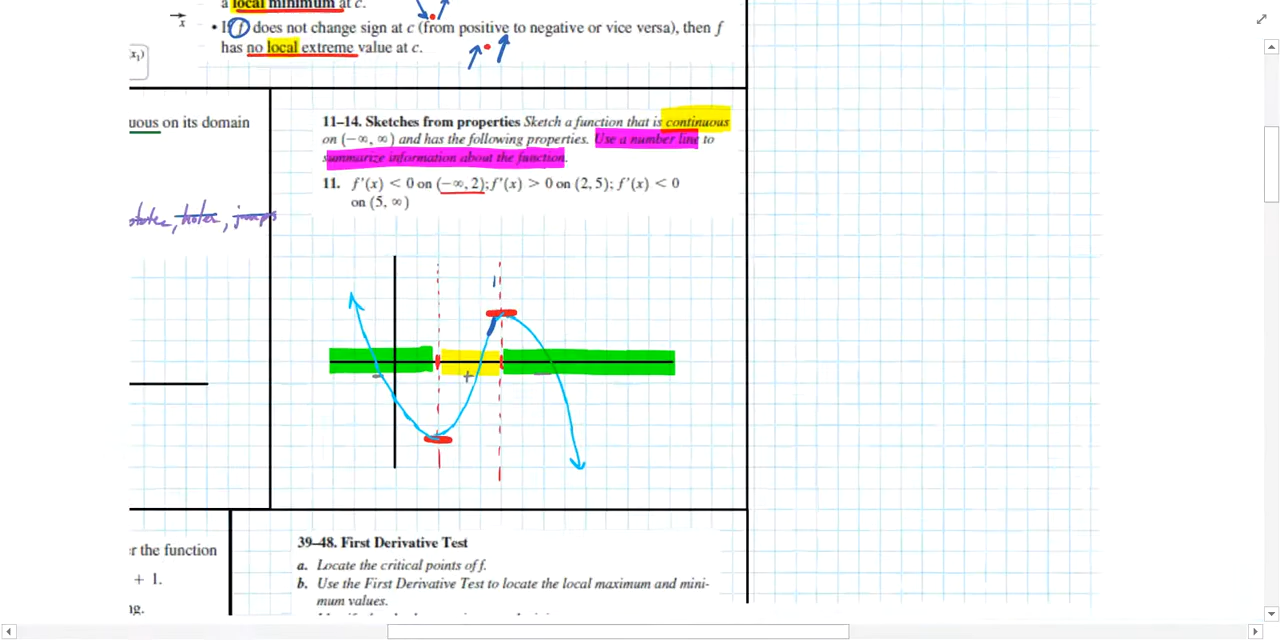 a local minimum at c.
x
• If f does not change sign at c (from positive to negative or vice versa), then f
has no local extreme value at c.
x₁)
uous on its domain
holes, jumps
11–14. Sketches from properties Sketch a function that is continuous
on (−∞, ∞) and has the following properties. Use a number line to
summarize information about the function.
11. f′(x) < 0 on (−∞, 2); f′(x) > 0 on (2, 5); f′(x) < 0
on (5, ∞)
− + −
39–48. First Derivative Test
r the function
a. Locate the critical points of f.
+ 1.
b. Use the First Derivative Test to locate the local maximum and mini-
mum values.
ng.